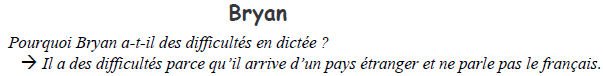 Bryan
Pourquoi Bryan a-t-il des difficultés en dictée ?
→ Il a des difficultés parce qu’il arrive d’un pays étranger et ne parle pas le français.